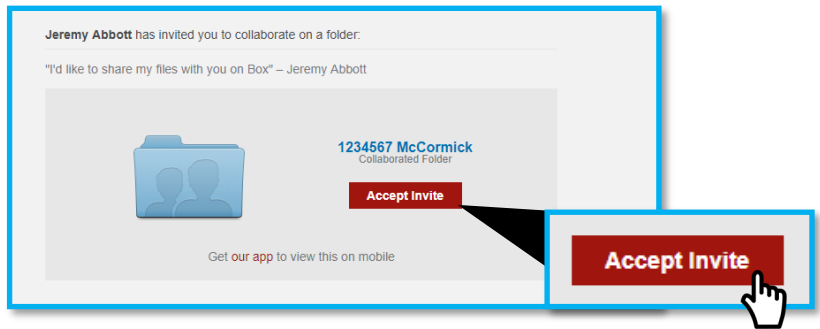 Jeremy Abbott has invited you to collaborate on a folder:
"I'd like to share my files with you on Box" – Jeremy Abbott
1234567 McCormick
Collaborated Folder
Accept Invite
Get our app to view this on mobile
Accept Invite